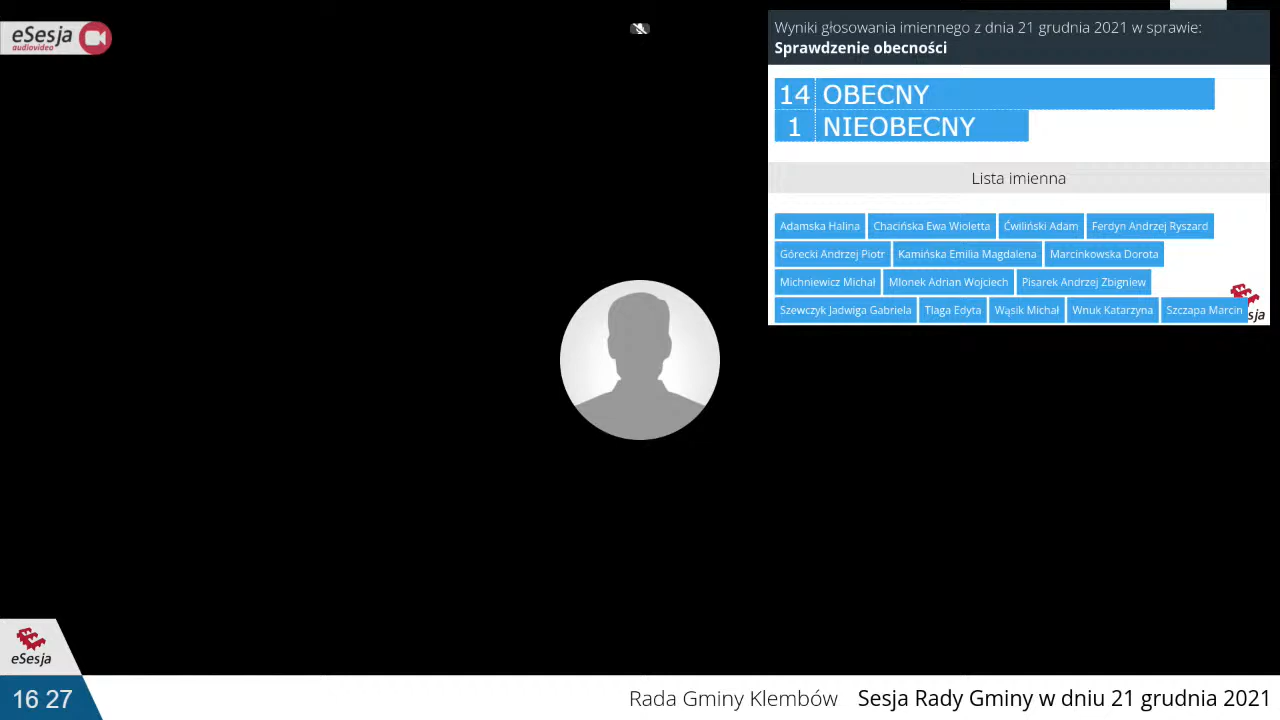 eSesja
audiovideo
Wyniki głosowania imiennego z dnia 21 grudnia 2021 w sprawie:
Sprawdzenie obecności
14 OBECNY
1 NIEOBECNY
Lista imienna
Adamska Halina Chacińska Ewa Wioletta Ćwiliński Adam Ferdyn Andrzej Ryszard
Górecki Andrzej Piotr Kamińska Emilia Magdalena Marcinkowska Dorota
Michniewicz Michał Mlonek Adrian Wojciech Pisarek Andrzej Zbigniew
Szewczyk Jadwiga Gabriela Tlaga Edyta Wąsik Michał Wnuk Katarzyna Szczapa Marcin
eSesja
16 27
Rada Gminy Klembów Sesja Rady Gminy w dniu 21 grudnia 2021